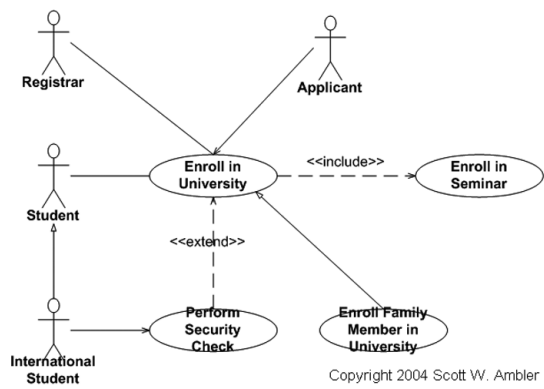 Registrar
Applicant
Enroll in
University
<<include>>
Enroll in
Seminar
Student
<<extend>>
Perform
Security
Check
Enroll Family
Member in
University
International
Student
Copyright 2004 Scott W. Ambler